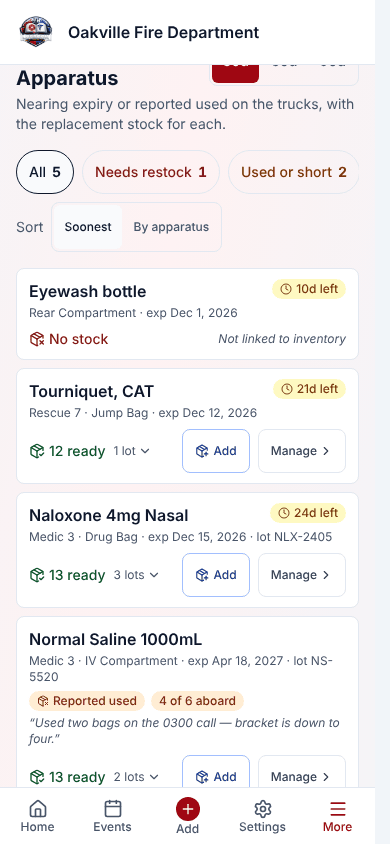 Oakville Fire Department
Apparatus
Nearing expiry or reported used on the trucks, with
the replacement stock for each.
All 5
Needs restock 1
Used or short 2
Sort
Soonest
By apparatus
Eyewash bottle
10d left
Rear Compartment · exp Dec 1, 2026
No stock
Not linked to inventory
Tourniquet, CAT
21d left
Rescue 7 · Jump Bag · exp Dec 12, 2026
12 ready
1 lot
Add
Manage
Naloxone 4mg Nasal
24d left
Medic 3 · Drug Bag · exp Dec 15, 2026 · lot NLX-2405
13 ready
3 lots
Add
Manage
Normal Saline 1000mL
Medic 3 · IV Compartment · exp Apr 18, 2027 · lot NS-
5520
Reported used
4 of 6 aboard
“Used two bags on the 0300 call — bracket is down to
four.”
13 ready
2 lots
Add
Manage
Home
Events
Add
Settings
More